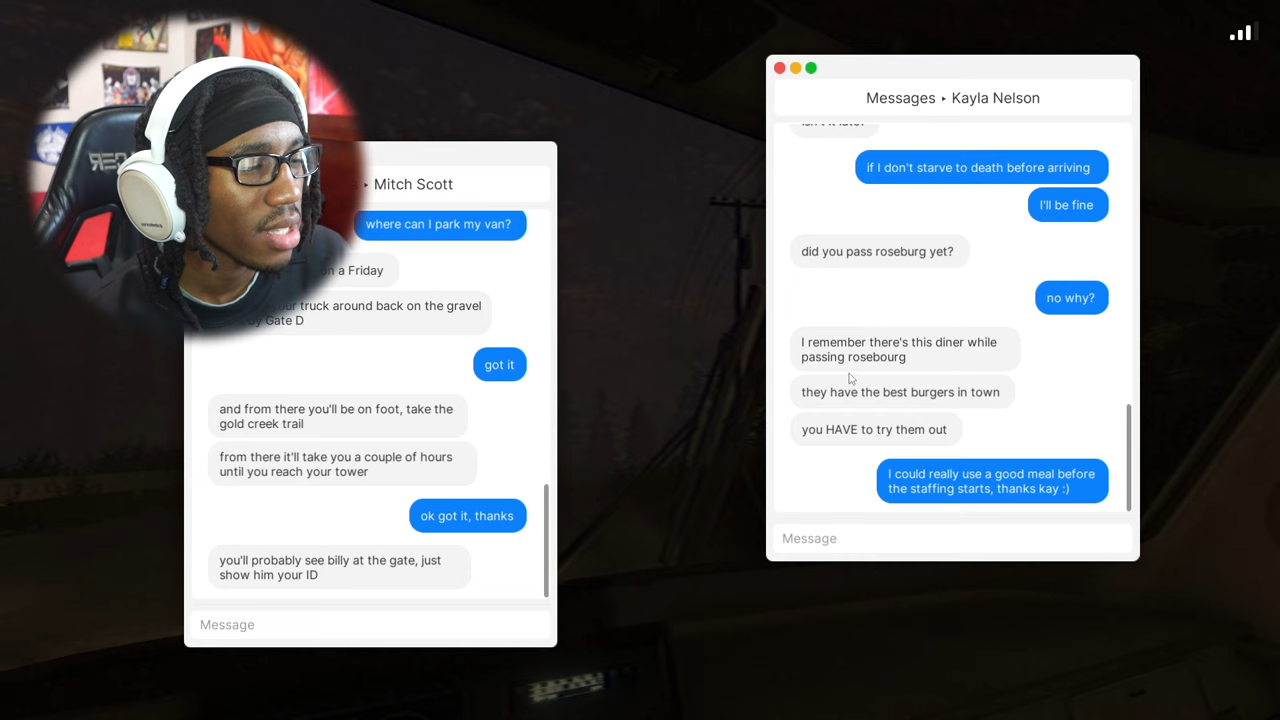 Mitch Scott
where can I park my van?
on a Friday
your truck around back on the gravel
by Gate D
got it
and from there you'll be on foot, take the
gold creek trail
from there it'll take you a couple of hours
until you reach your tower
ok got it, thanks
you'll probably see billy at the gate, just
show him your ID
Message
Messages ▸ Kayla Nelson
if I don't starve to death before arriving
I'll be fine
did you pass roseburg yet?
no why?
I remember there's this diner while
passing rosebourg
they have the best burgers in town
you HAVE to try them out
I could really use a good meal before
the staffing starts, thanks kay :)
Message